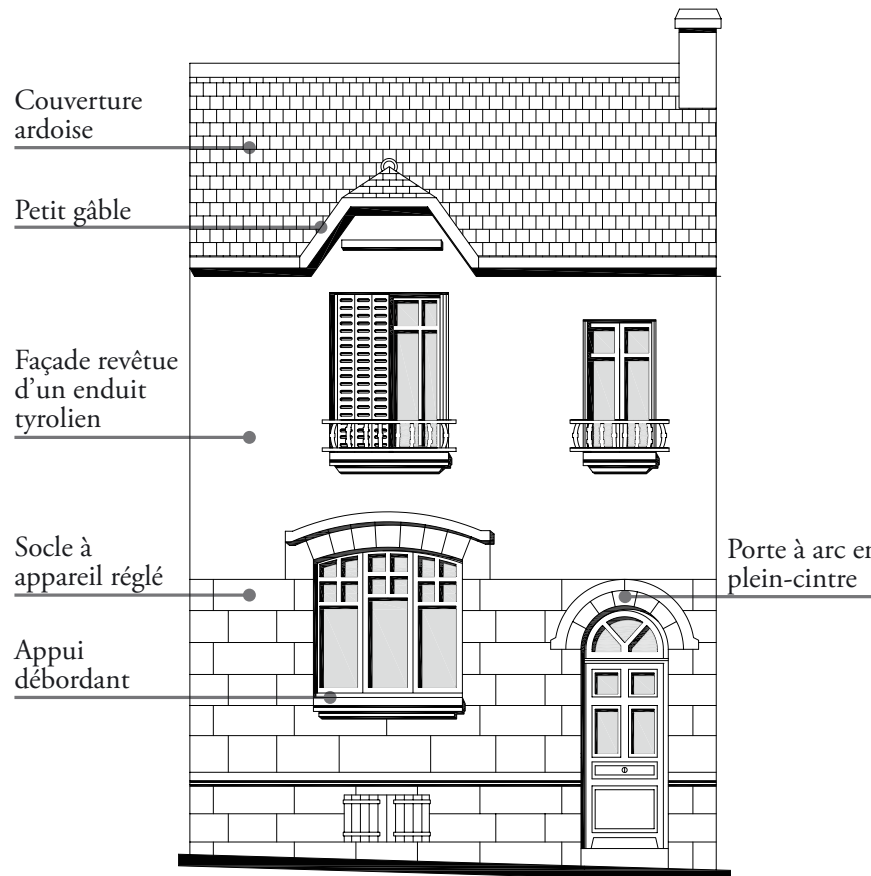 Couverture
ardoise
Petit gâble
Façade revêtue
d'un enduit
tyrolien
Socle à
appareil réglé
Appui
débordant
Porte à arc en
plein-cintre